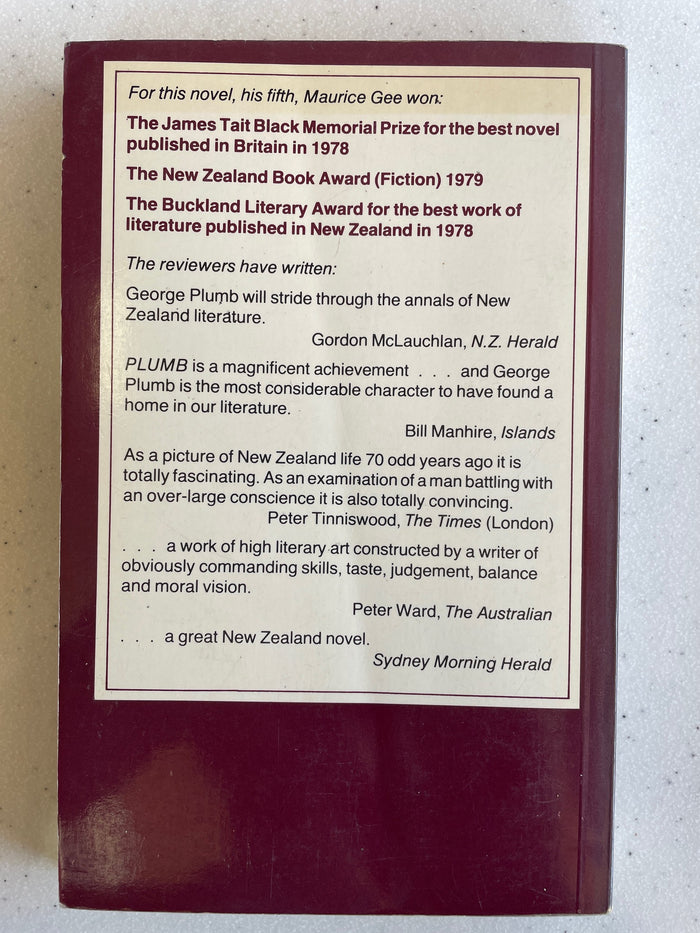 For this novel, his fifth, Maurice Gee won:
The James Tait Black Memorial Prize for the best novel
published in Britain in 1978
The New Zealand Book Award (Fiction) 1979
The Buckland Literary Award for the best work of
literature published in New Zealand in 1978
The reviewers have written:
George Plumb will stride through the annals of New
Zealand literature.
Gordon McLauchlan, N.Z. Herald
PLUMB is a magnificent achievement . . . and George
Plumb is the most considerable character to have found a
home in our literature.
Bill Manhire, Islands
As a picture of New Zealand life 70 odd years ago it is
totally fascinating. As an examination of a man battling with
an over-large conscience it is also totally convincing.
Peter Tinniswood, The Times (London)
. . . a work of high literary art constructed by a writer of
obviously commanding skills, taste, judgement, balance
and moral vision.
Peter Ward, The Australian
. . . a great New Zealand novel.
Sydney Morning Herald